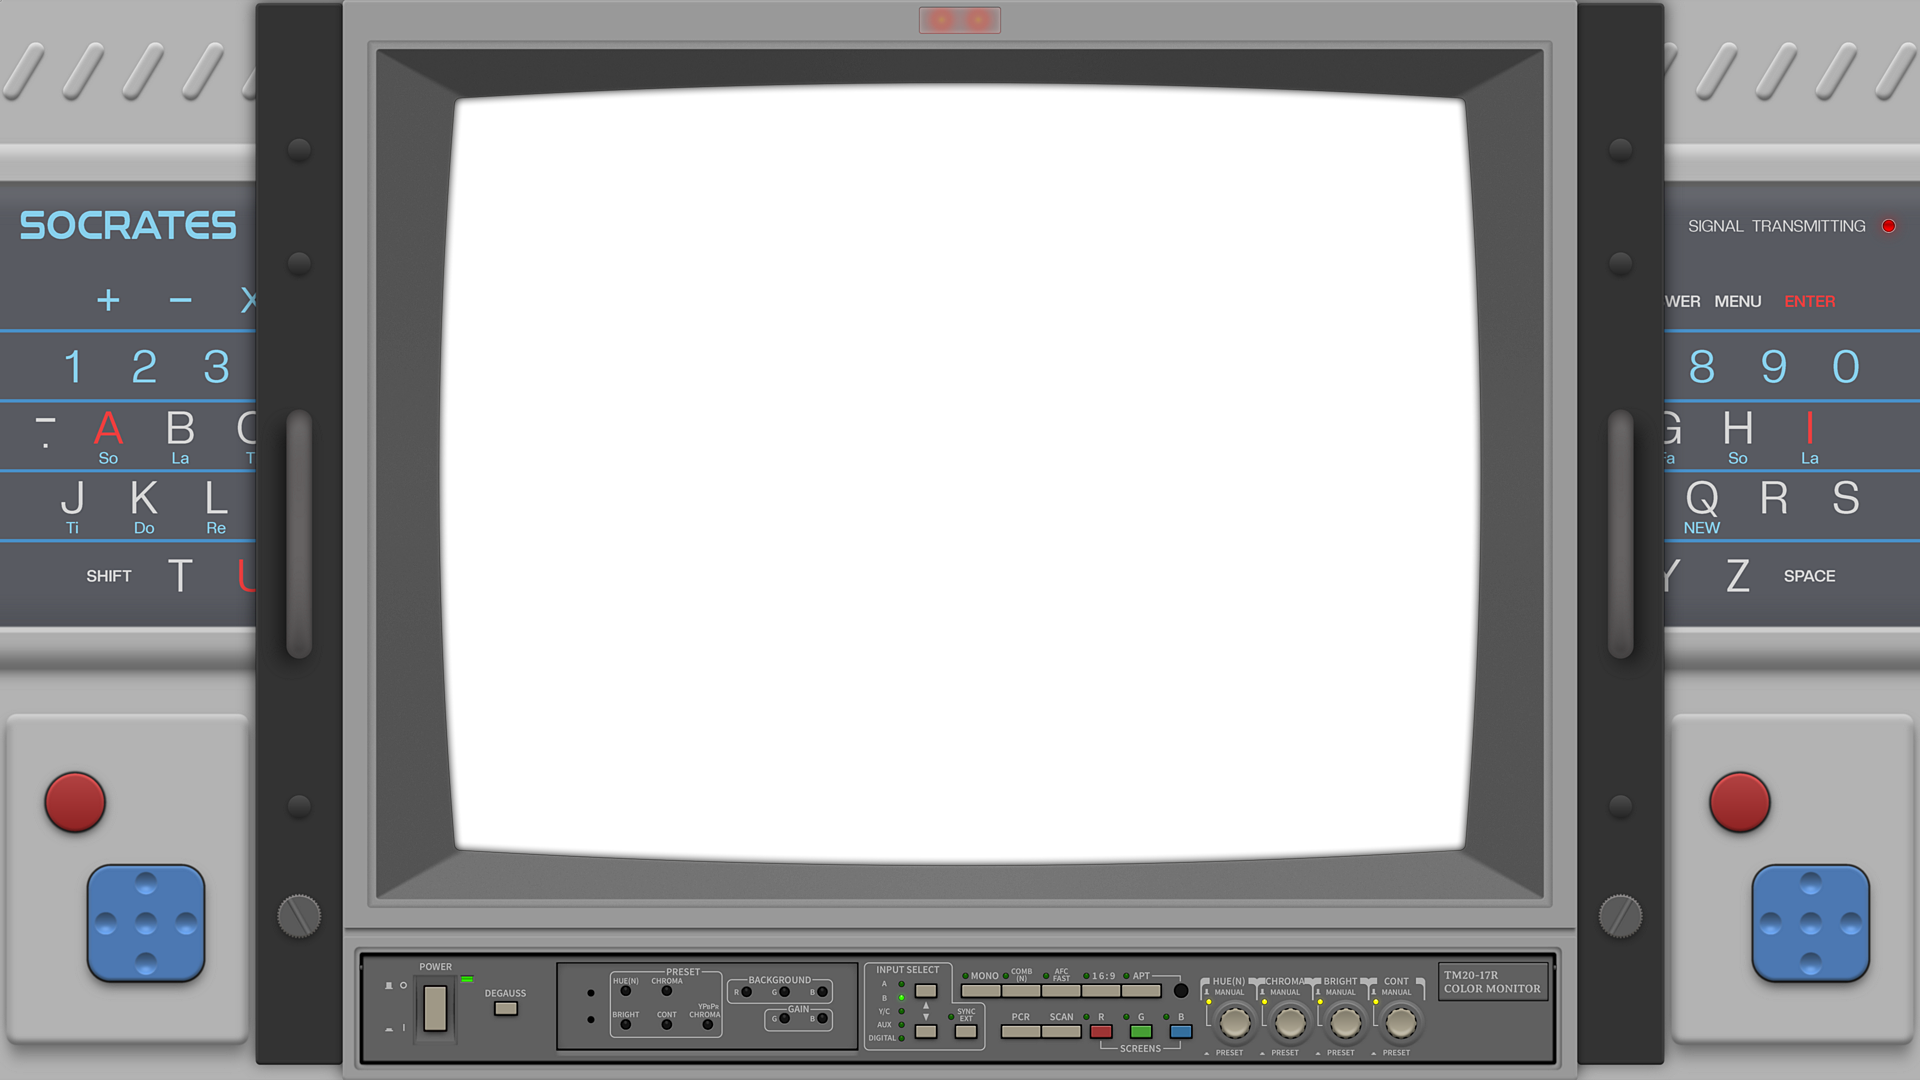 SOCRATES
+ − x
1 2 3
− A B C
. So La T
J K L
Ti Do Re
SHIFT T U
SIGNAL TRANSMITTING
WER MENU ENTER
8 9 0
G H I
Fa So La
Q R S
NEW
Y Z SPACE
POWER
DEGAUSS
PRESET
HUE(N) CHROMA
BRIGHT CONT YPBPR CHROMA
BACKGROUND
R G B
GAIN
G B
INPUT SELECT
A
B
Y/C
AUX
DIGITAL
SYNC EXT
MONO COMB (N) AFC FAST 16:9 APT
PCR SCAN R G B
SCREENS
HUE(N) CHROMA BRIGHT CONT
MANUAL MANUAL MANUAL MANUAL
PRESET PRESET PRESET PRESET
TM20-17R
COLOR MONITOR